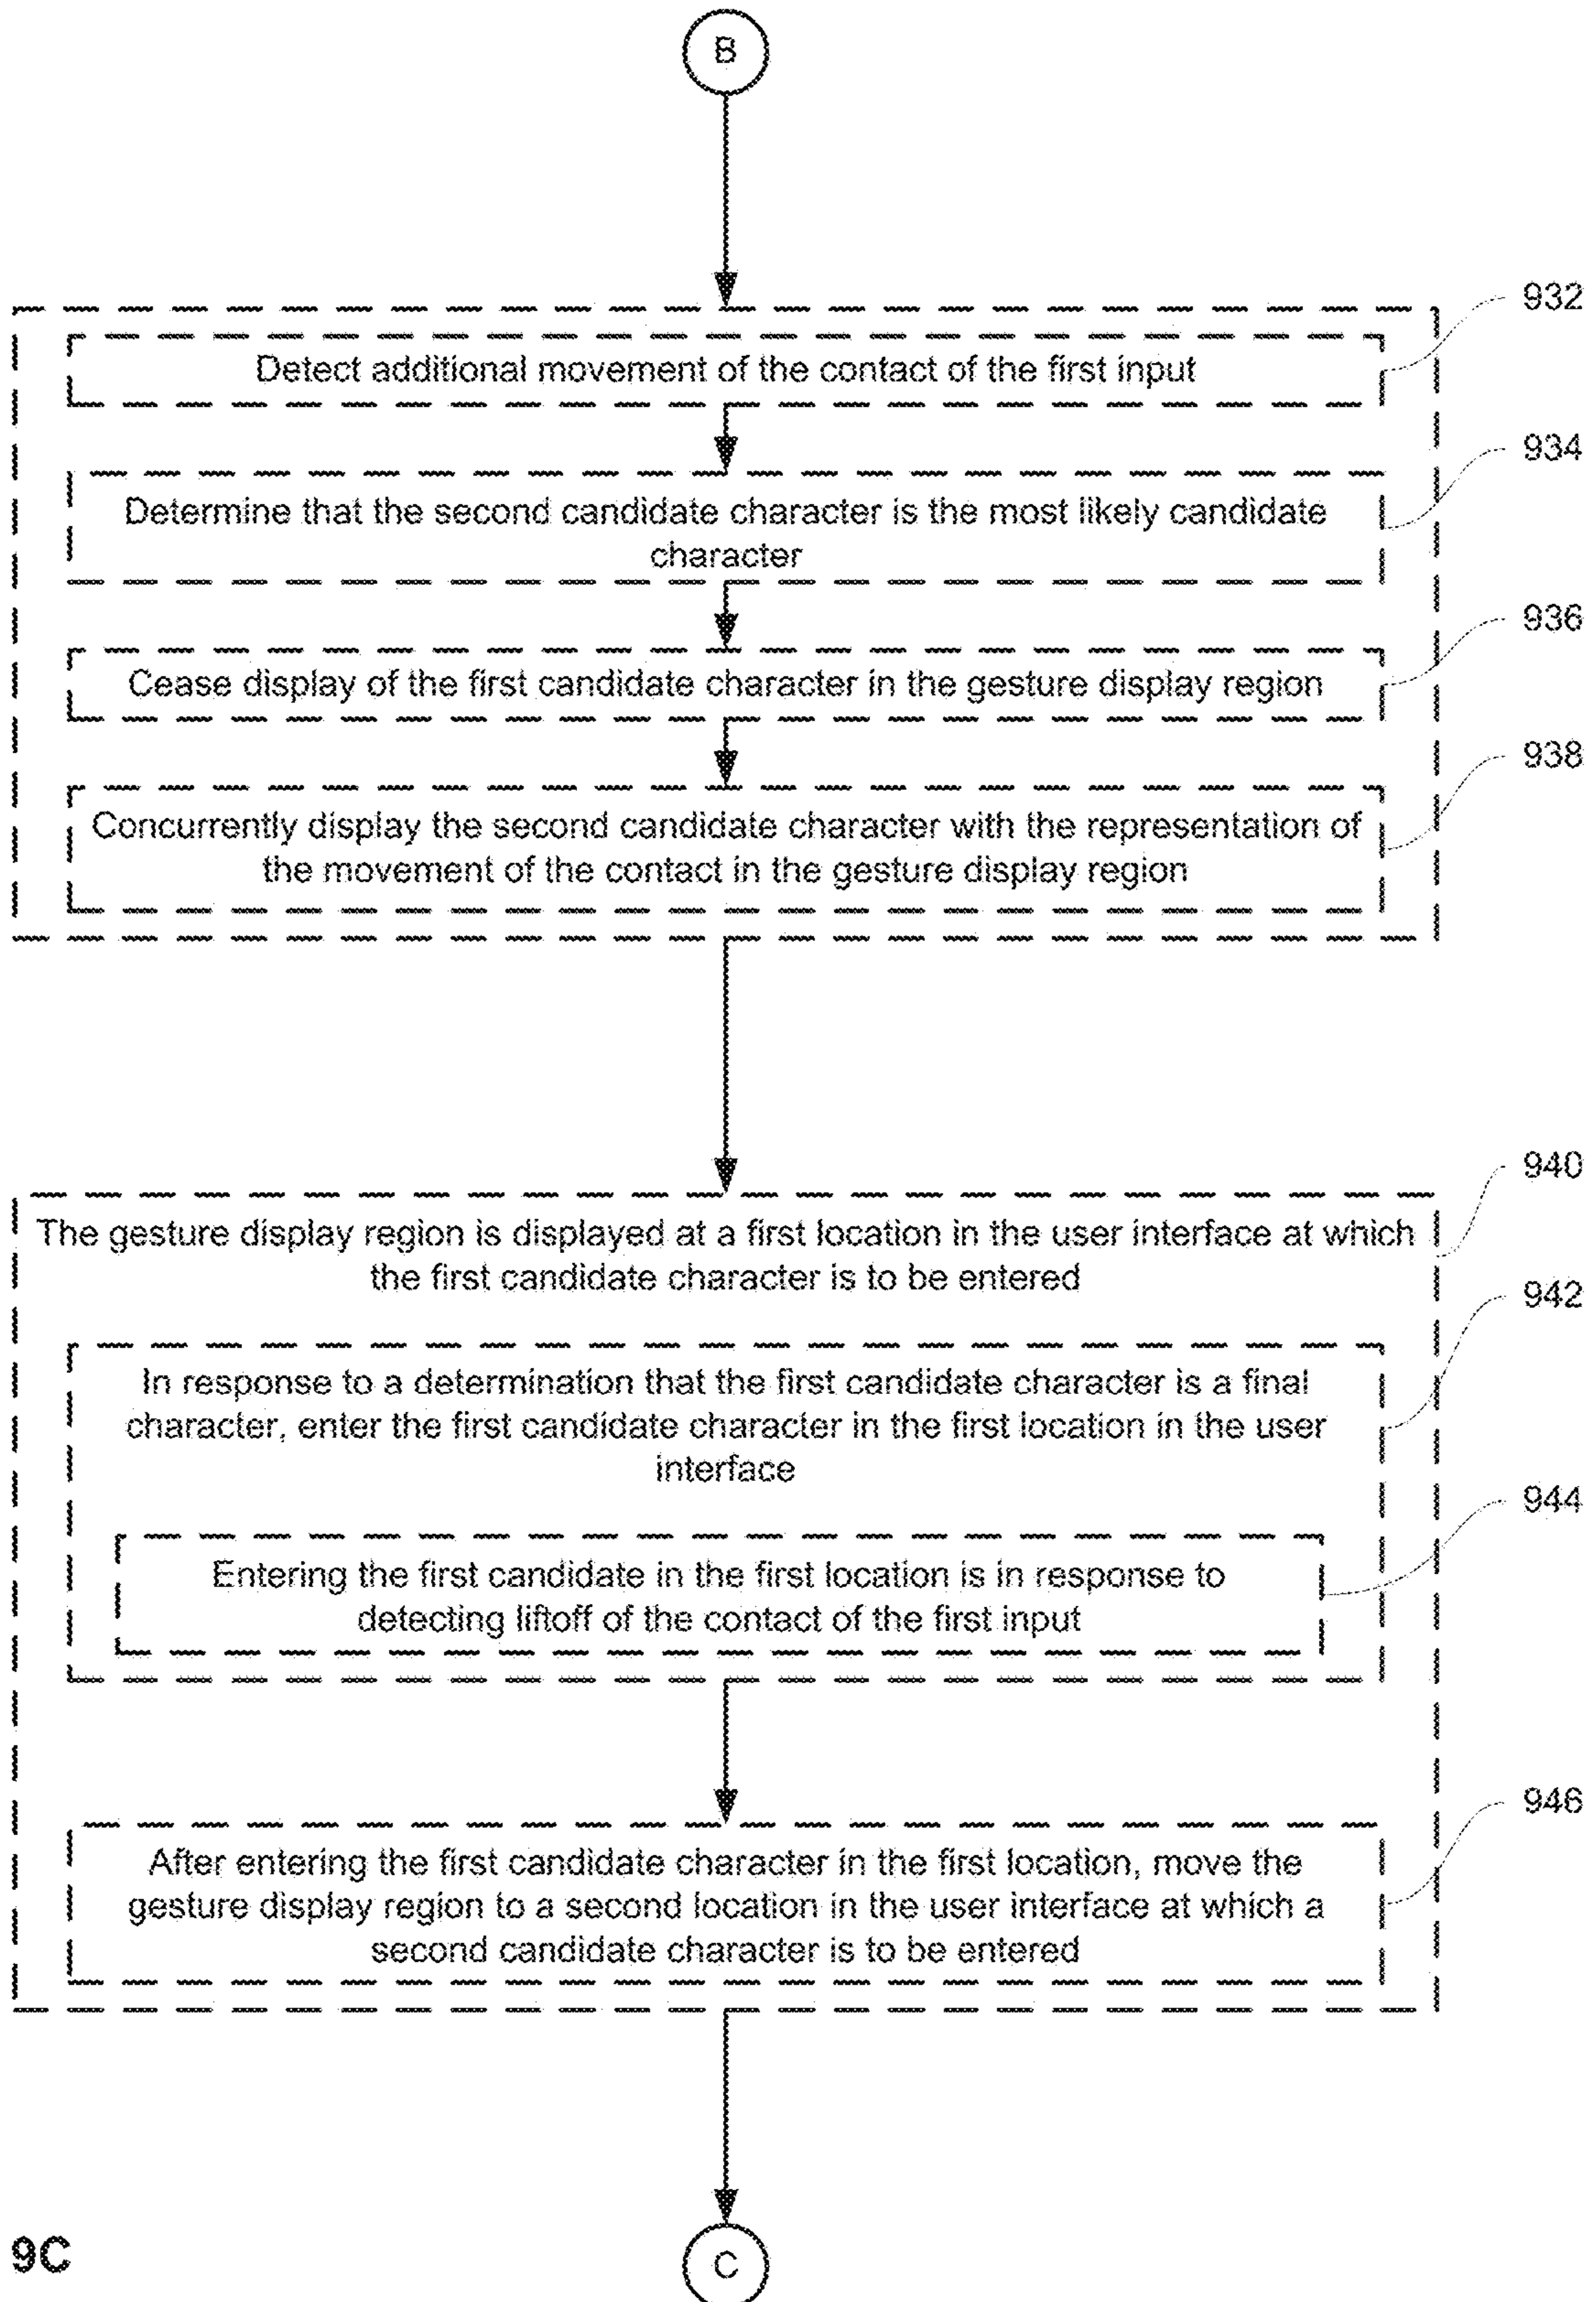 B
932
Detect additional movement of the contact of the first input
934
Determine that the second candidate character is the most likely candidate
character
936
Cease display of the first candidate character in the gesture display region
938
Concurrently display the second candidate character with the representation of
the movement of the contact in the gesture display region
940
The gesture display region is displayed at a first location in the user interface at which
the first candidate character is to be entered
942
In response to a determination that the first candidate character is a final
character, enter the first candidate character in the first location in the user
interface
944
Entering the first candidate in the first location is in response to
detecting liftoff of the contact of the first input
946
After entering the first candidate character in the first location, move the
gesture display region to a second location in the user interface at which a
second candidate character is to be entered
9C
C